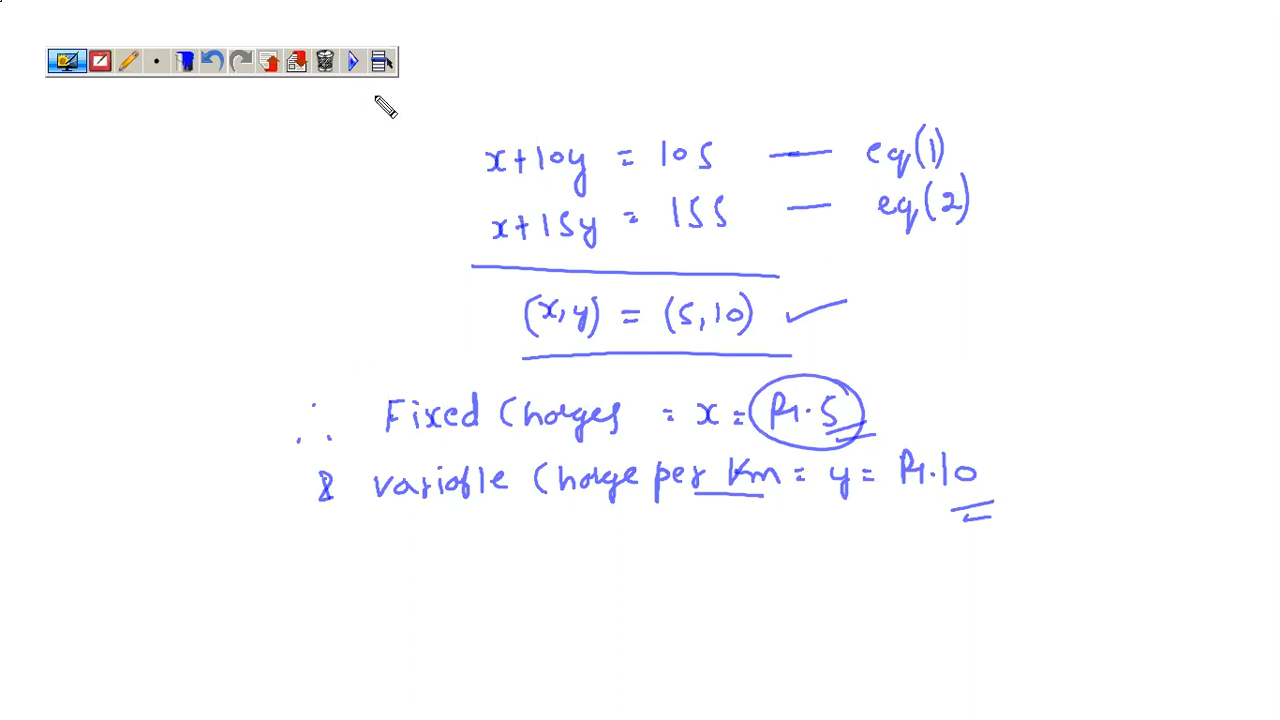 x+10y = 105 — eq(1)
x+15y = 155 — eq(2)
(x,y) = (5,10) ✓
∴ Fixed Charges = x = Rs. 5
& variable Charge per Km = y = Rs. 10